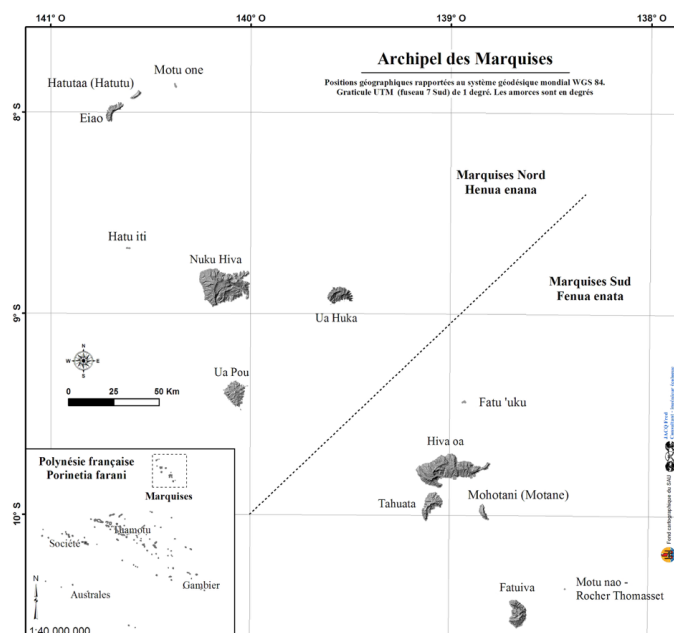 141° O
140° O
139° O
138° O
Archipel des Marquises
Positions géographiques rapportées au système géodésique mondial WGS 84.
Graticule UTM (fuseau 7 Sud) de 1 degré. Les amorces sont en degrés
Motu one
Hatutaa (Hatutu)
Eiao
8° S
Marquises Nord
Henua enana
Hatu iti
Nuku Hiva
Marquises Sud
Fenua enata
Ua Huka
9° S
N
W
E
S
0
25
50 Km
Ua Pou
Fatu 'uku
Hiva oa
Tahuata
Mohotani (Motane)
10° S
Polynésie française
Porinetia farani
Marquises
Tuamotu
Société
Gambier
Australes
N
1:40 000 000
Fatuiva
Motu nao -
Rocher Thomasset
Fond cartographique du SAU